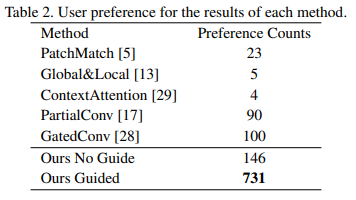 Table 2. User preference for the results of each method.
Method Preference Counts
PatchMatch [5] 23
Global&Local [13] 5
ContextAttention [29] 4
PartialConv [17] 90
GatedConv [28] 100
Ours No Guide 146
Ours Guided 731